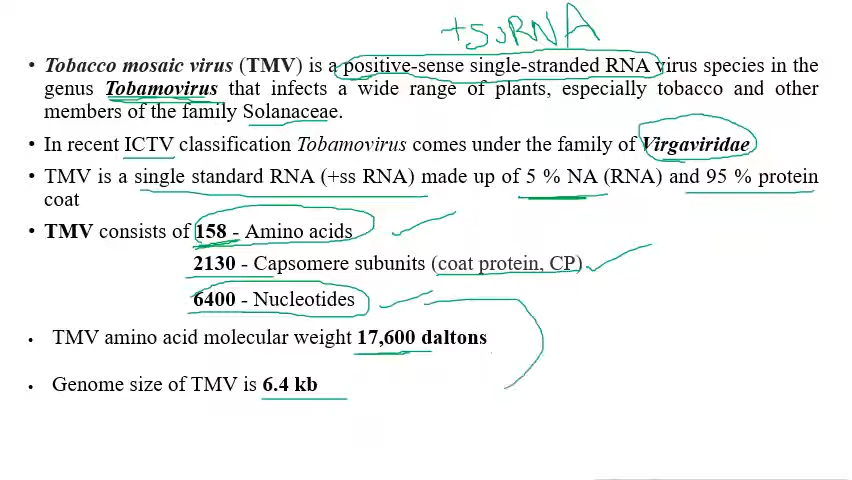 +ssRNA
• Tobacco mosaic virus (TMV) is a positive-sense single-stranded RNA virus species in the
genus Tobamovirus that infects a wide range of plants, especially tobacco and other
members of the family Solanaceae.
• In recent ICTV classification Tobamovirus comes under the family of Virgaviridae
• TMV is a single standard RNA (+ss RNA) made up of 5 % NA (RNA) and 95 % protein
coat
• TMV consists of 158 - Amino acids
2130 - Capsomere subunits (coat protein, CP)
6400 - Nucleotides
• TMV amino acid molecular weight 17,600 daltons
• Genome size of TMV is 6.4 kb